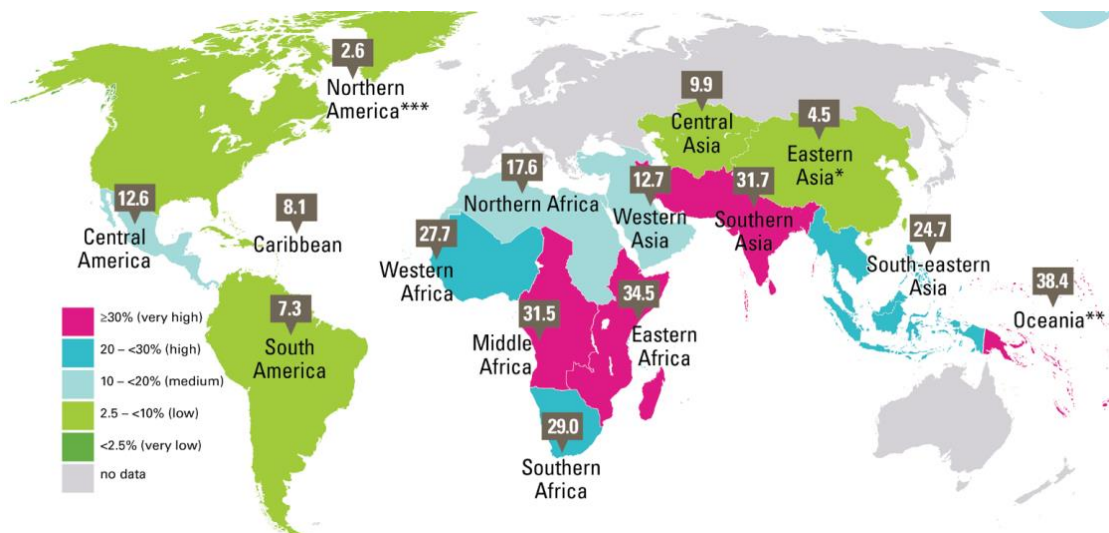 2.6
Northern
America***
9.9
Central
Asia
4.5
Eastern
Asia*
12.6
Central
America
8.1
Caribbean
17.6
Northern Africa
12.7
Western
Asia
31.7
Southern
Asia
27.7
Western
Africa
24.7
South-eastern
Asia
38.4
Oceania**
7.3
South
America
31.5
Middle
Africa
34.5
Eastern
Africa
29.0
Southern
Africa
≥30% (very high)
20 – <30% (high)
10 – <20% (medium)
2.5 – <10% (low)
<2.5% (very low)
no data